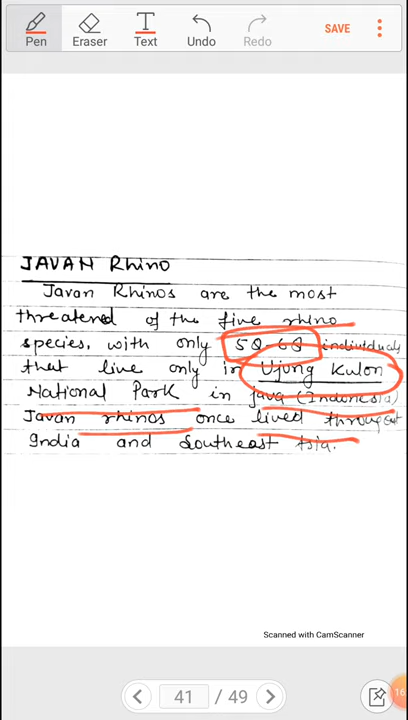 Pen Eraser Text Undo Redo SAVE
JAVAN Rhino
Javan Rhinos are the most
threatened of the five rhino
species, with only 58-68 individuals
that live only in Ujung Kulon
National Park in java (Indonesia)
Javan rhinos once lived throughout
India and Southeast Asia.
Scanned with CamScanner
41 / 49
16